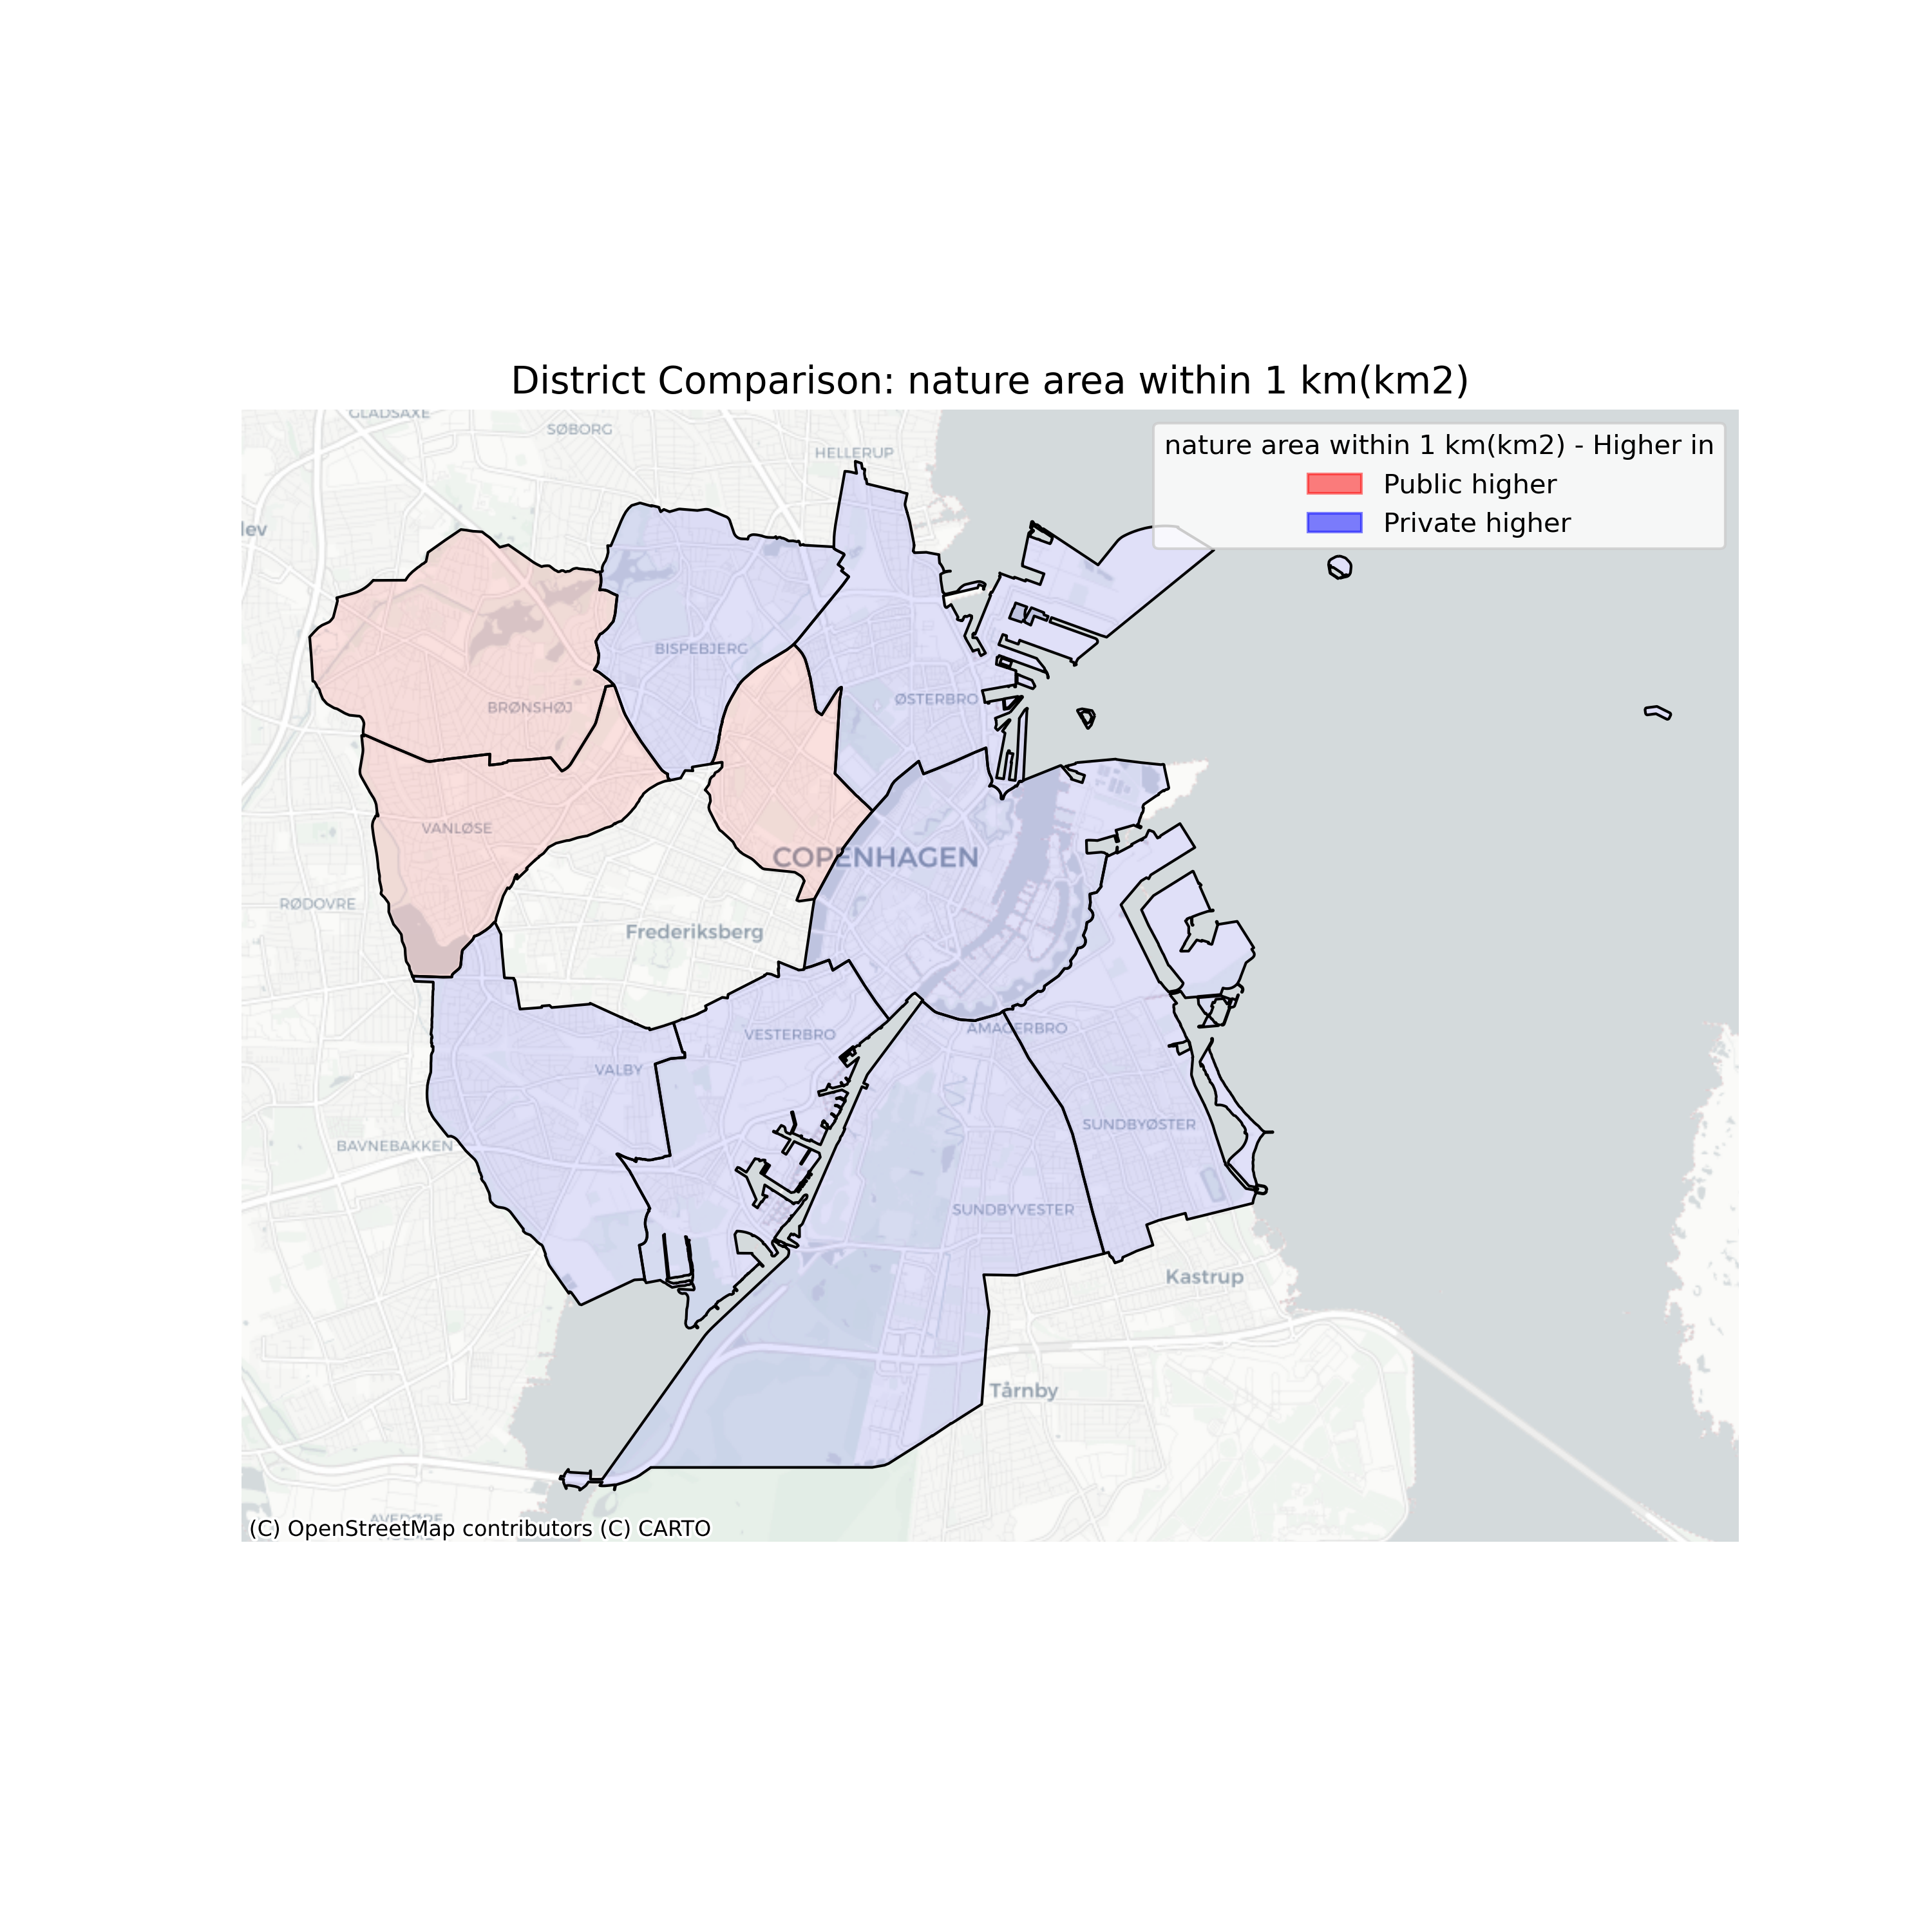 District Comparison: nature area within 1 km(km2)
GLADSAXE
SØBORG
HELLERUP
nature area within 1 km(km2) - Higher in
Public higher
Private higher
lev
BISPEBJERG
ØSTERBRO
BRØNSHØJ
VANLØSE
COPENHAGEN
RØDOVRE
Frederiksberg
VESTERBRO
AMAGERBRO
VALBY
SUNDBYØSTER
BAVNEBAKKEN
SUNDBYVESTER
Kastrup
Tårnby
AVEDØRE
(C) OpenStreetMap contributors (C) CARTO